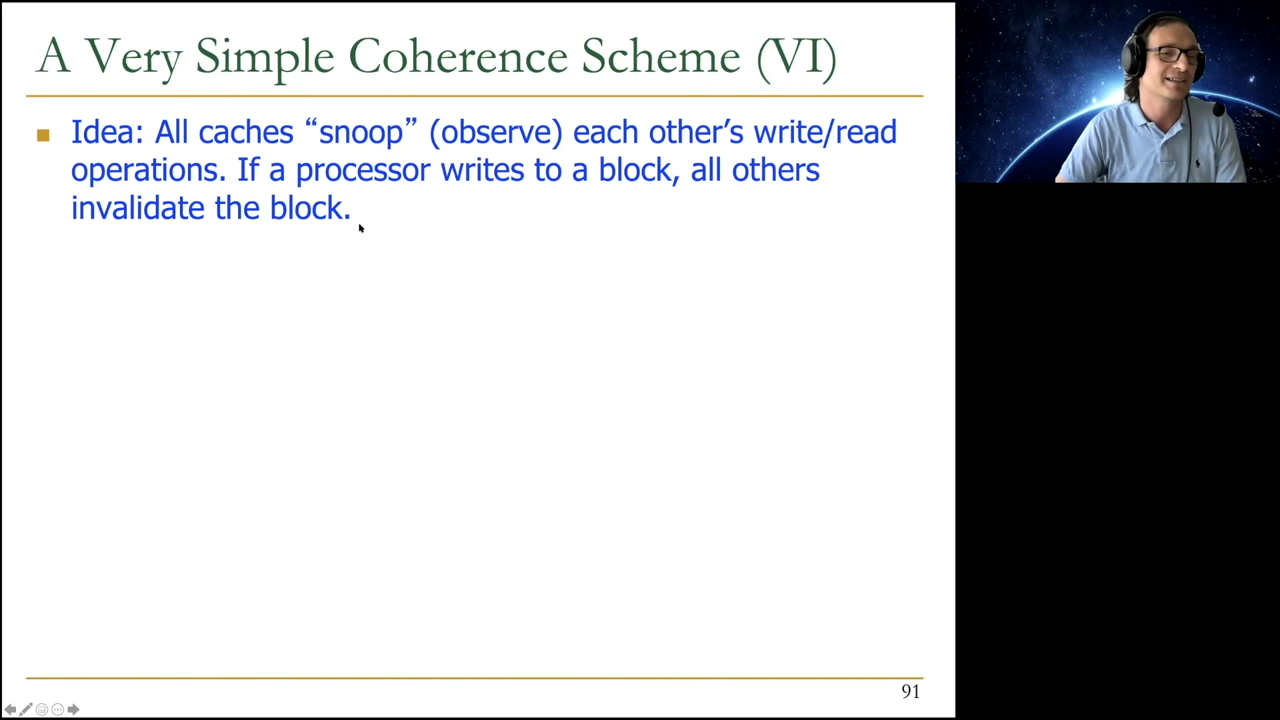 A Very Simple Coherence Scheme (VI)
Idea: All caches “snoop” (observe) each other’s write/read
operations. If a processor writes to a block, all others
invalidate the block.
91